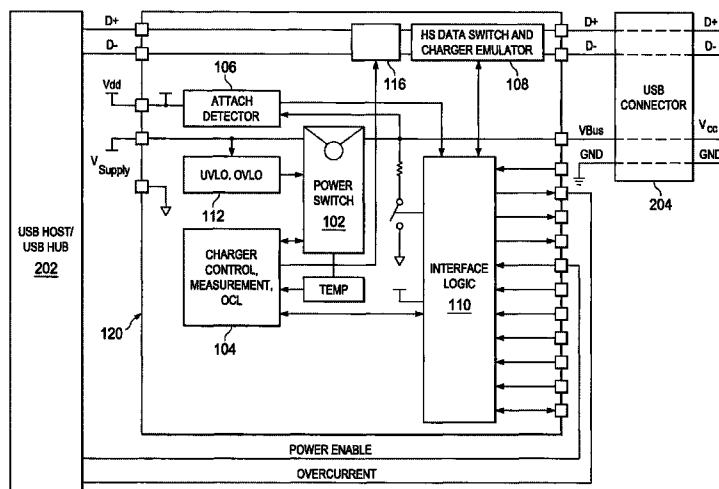 D+
D-
Vdd
VSupply
USB HOST/
USB HUB
202
120
106
ATTACH
DETECTOR
116
HS DATA SWITCH AND
CHARGER EMULATOR
108
UVLO, OVLO
112
POWER
SWITCH
102
CHARGER
CONTROL,
MEASUREMENT,
OCL
104
TEMP
INTERFACE
LOGIC
110
D+
D-
VBus
GND
USB
CONNECTOR
204
D+
D-
Vcc
GND
POWER ENABLE
OVERCURRENT